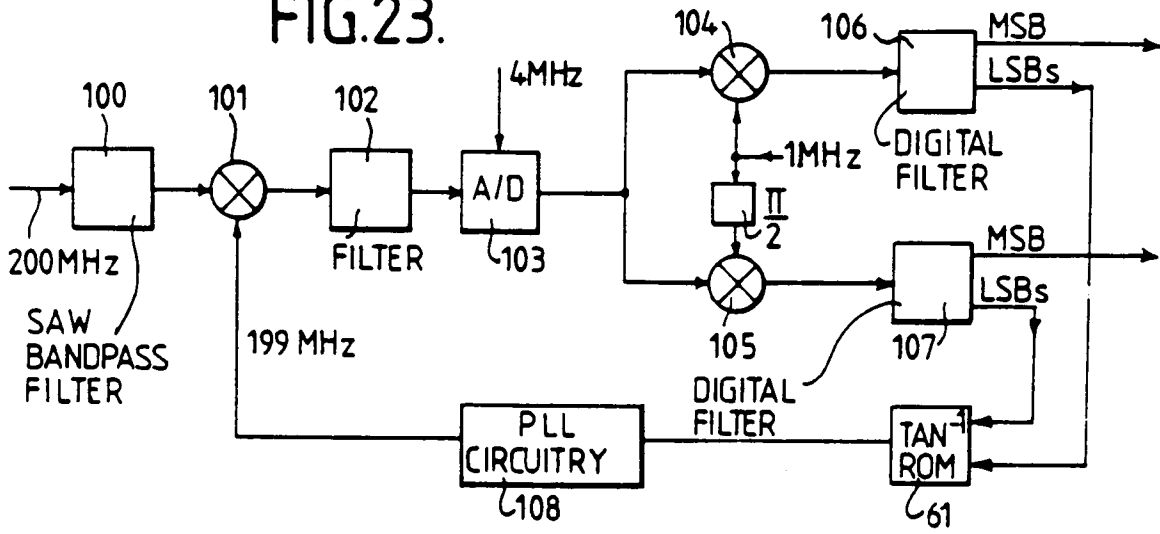 FIG.23.
100
101
102
4MHz
104
106
MSB
LSBs
A/D
103
FILTER
1MHz
π
2
DIGITAL
FILTER
200MHz
SAW
BANDPASS
FILTER
199 MHz
105
107
MSB
LSBs
DIGITAL
FILTER
PLL
CIRCUITRY
108
TAN⁻¹
ROM
61